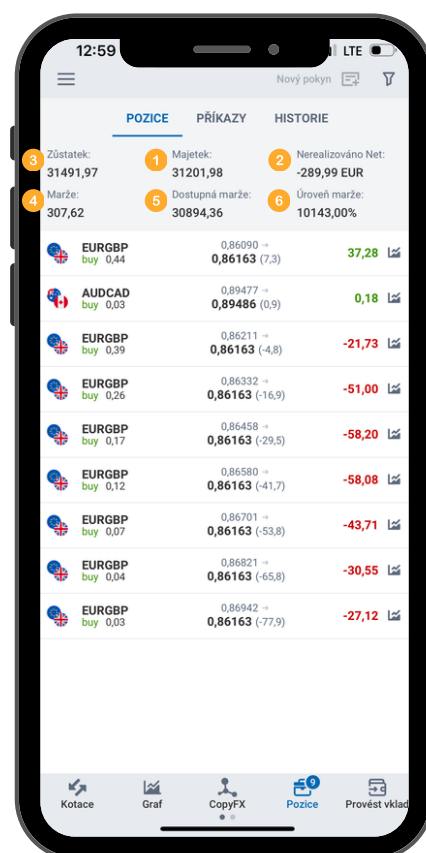 12:59
LTE
Nový pokyn
POZICE PŘÍKAZY HISTORIE
3 Zůstatek: 1 Majetek: 2 Nerealizováno Net:
31491,97 31201,98 -289,99 EUR
4 Marže: 5 Dostupná marže: 6 Úroveň marže:
307,62 30894,36 10143,00%
EURGBP 0,86090 →
buy 0,44 0,86163 (7,3) 37,28
AUDCAD 0,89477 →
buy 0,03 0,89486 (0,9) 0,18
EURGBP 0,86211 →
buy 0,39 0,86163 (-4,8) -21,73
EURGBP 0,86332 →
buy 0,26 0,86163 (-16,9) -51,00
EURGBP 0,86458 →
buy 0,17 0,86163 (-29,5) -58,20
EURGBP 0,86580 →
buy 0,12 0,86163 (-41,7) -58,08
EURGBP 0,86701 →
buy 0,07 0,86163 (-53,8) -43,71
EURGBP 0,86821 →
buy 0,04 0,86163 (-65,8) -30,55
EURGBP 0,86942 →
buy 0,03 0,86163 (-77,9) -27,12
9
Kotace Graf CopyFX Pozice Provést vklad